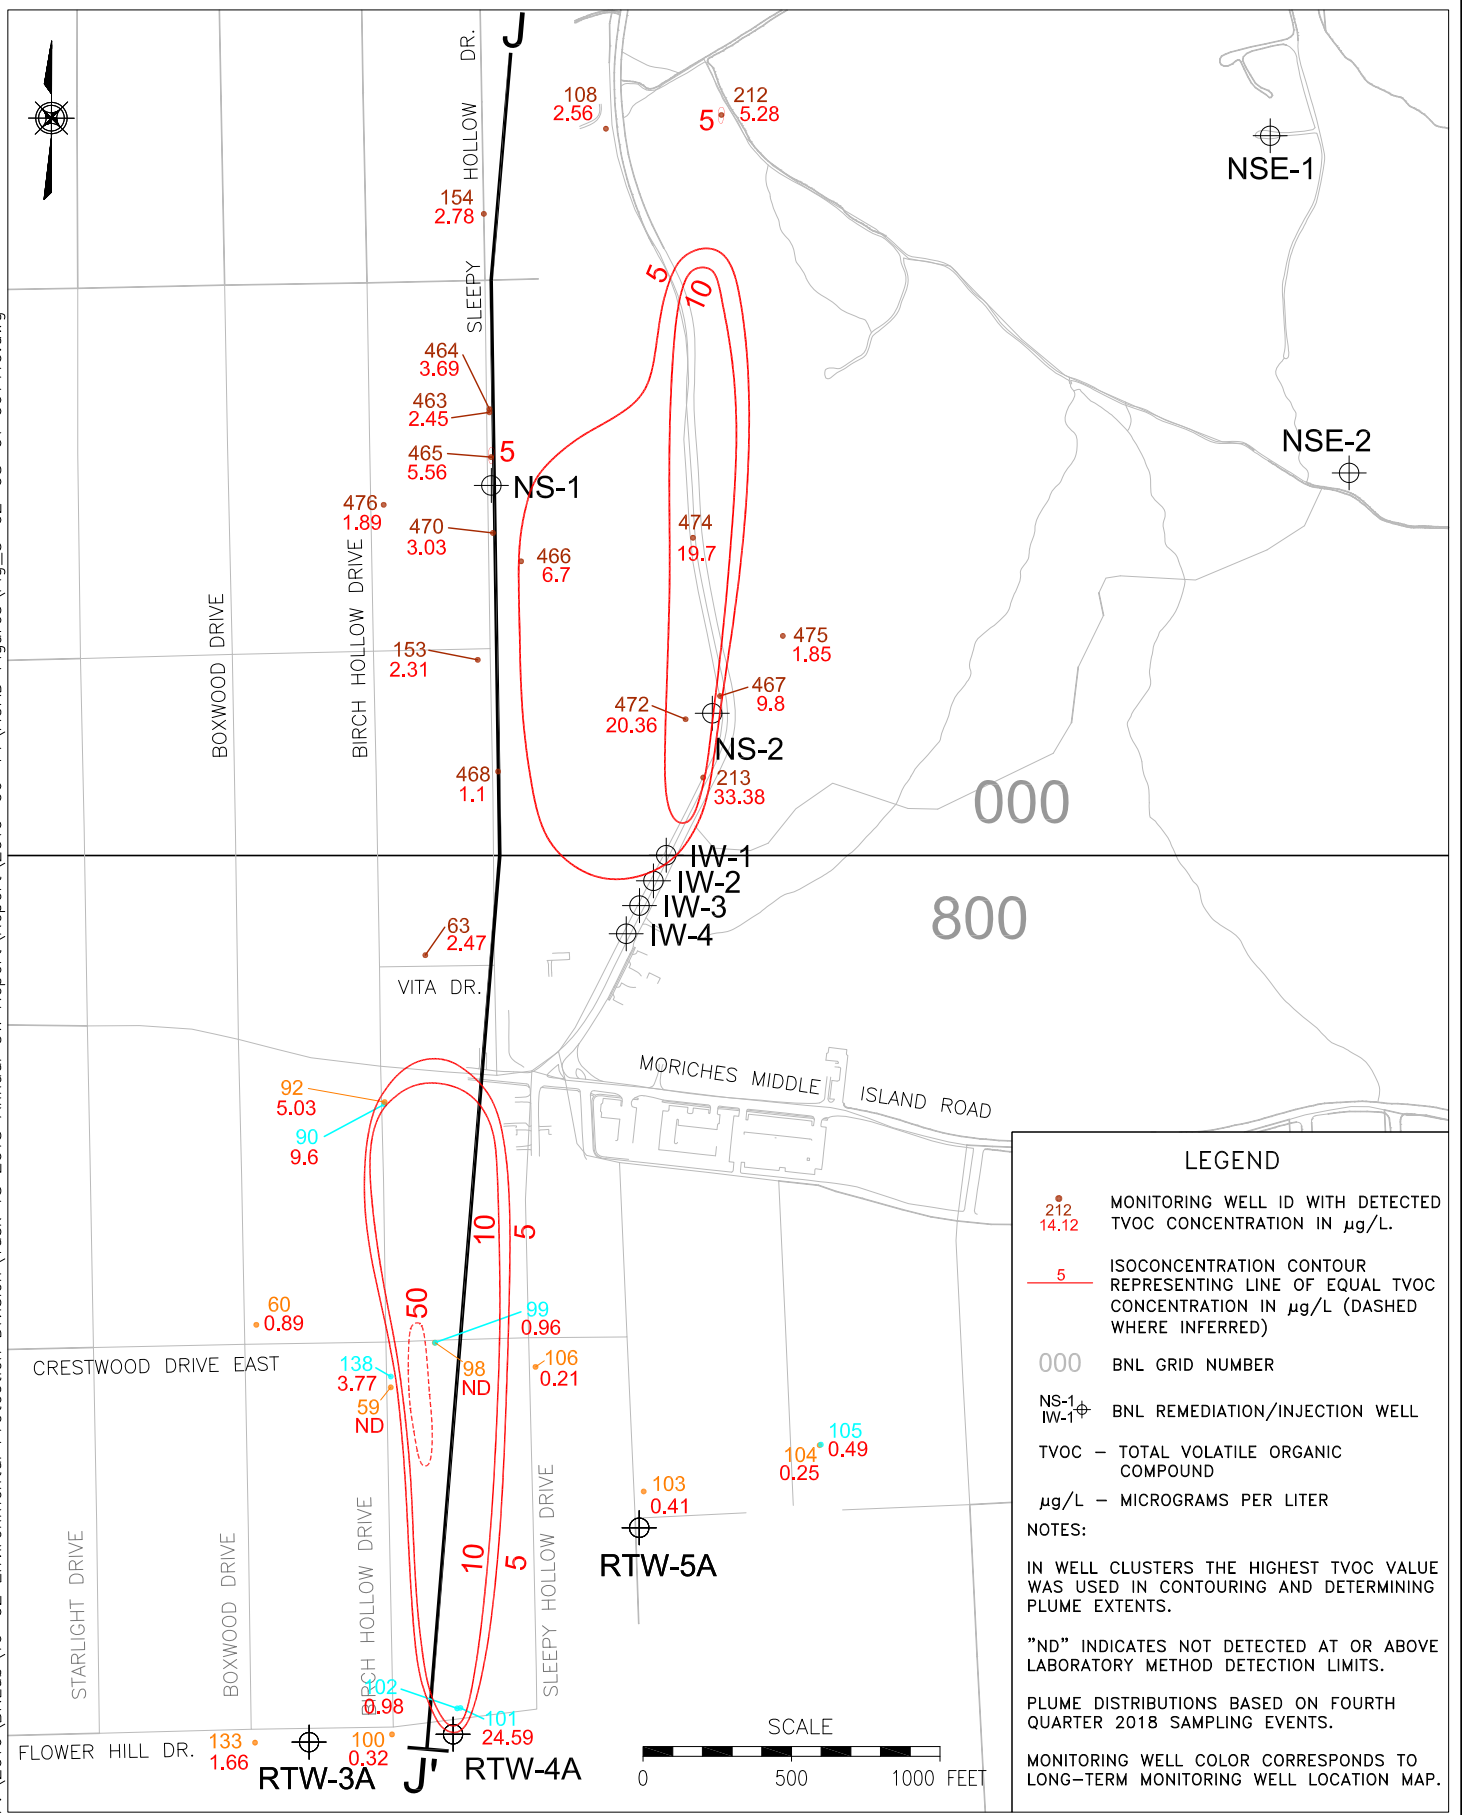 J
SLEEPY HOLLOW DR.
108
2.56
212
5.28
5
NSE-1
154
2.78
5
10
464
3.69
463
2.45
465
5.56
5
NS-1
NSE-2
476
1.89
470
3.03
466
6.7
474
19.7
BOXWOOD DRIVE
BIRCH HOLLOW DRIVE
153
2.31
475
1.85
467
9.8
472
20.36
NS-2
468
1.1
213
33.38
000
IW-1
IW-2
IW-3
IW-4
800
63
2.47
VITA DR.
MORICHES MIDDLE ISLAND ROAD
92
5.03
90
9.6
10
5
50
99
0.96
60
0.89
CRESTWOOD DRIVE EAST
138
3.77
59
ND
98
ND
106
0.21
105
0.49
104
0.25
103
0.41
RTW-5A
10
5
STARLIGHT DRIVE
BOXWOOD DRIVE
BIRCH HOLLOW DRIVE
SLEEPY HOLLOW DRIVE
102
0.98
101
24.59
FLOWER HILL DR.
133
1.66
RTW-3A
100
0.32
J'
RTW-4A
SCALE
0 500 1000 FEET
LEGEND
212
14.12
MONITORING WELL ID WITH DETECTED
TVOC CONCENTRATION IN µg/L.
5
ISOCONCENTRATION CONTOUR
REPRESENTING LINE OF EQUAL TVOC
CONCENTRATION IN µg/L (DASHED
WHERE INFERRED)
000 BNL GRID NUMBER
NS-1
IW-1
BNL REMEDIATION/INJECTION WELL
TVOC – TOTAL VOLATILE ORGANIC
COMPOUND
µg/L – MICROGRAMS PER LITER
NOTES:
IN WELL CLUSTERS THE HIGHEST TVOC VALUE
WAS USED IN CONTOURING AND DETERMINING
PLUME EXTENTS.
"ND" INDICATES NOT DETECTED AT OR ABOVE
LABORATORY METHOD DETECTION LIMITS.
PLUME DISTRIBUTIONS BASED ON FOURTH
QUARTER 2018 SAMPLING EVENTS.
MONITORING WELL COLOR CORRESPONDS TO
LONG–TERM MONITORING WELL LOCATION MAP.